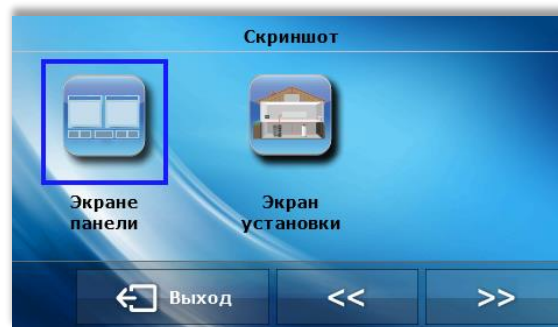 Скриншот
Экране
панели
Экран
установки
Выход
<<
>>